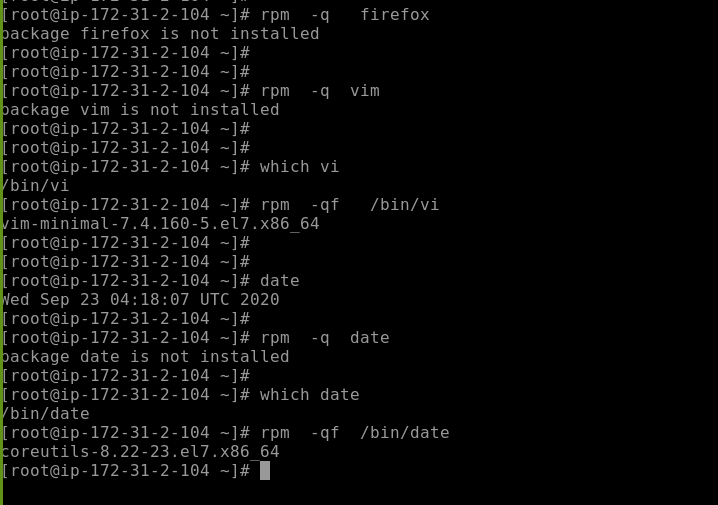 [root@ip-172-31-2-104 ~]# rpm  -q   firefox
package firefox is not installed
[root@ip-172-31-2-104 ~]#
[root@ip-172-31-2-104 ~]#
[root@ip-172-31-2-104 ~]# rpm  -q  vim
package vim is not installed
[root@ip-172-31-2-104 ~]#
[root@ip-172-31-2-104 ~]#
[root@ip-172-31-2-104 ~]# which vi
/bin/vi
[root@ip-172-31-2-104 ~]# rpm  -qf   /bin/vi
vim-minimal-7.4.160-5.el7.x86_64
[root@ip-172-31-2-104 ~]#
[root@ip-172-31-2-104 ~]#
[root@ip-172-31-2-104 ~]# date
Wed Sep 23 04:18:07 UTC 2020
[root@ip-172-31-2-104 ~]#
[root@ip-172-31-2-104 ~]# rpm  -q  date
package date is not installed
[root@ip-172-31-2-104 ~]#
[root@ip-172-31-2-104 ~]# which date
/bin/date
[root@ip-172-31-2-104 ~]# rpm  -qf  /bin/date
coreutils-8.22-23.el7.x86_64
[root@ip-172-31-2-104 ~]#